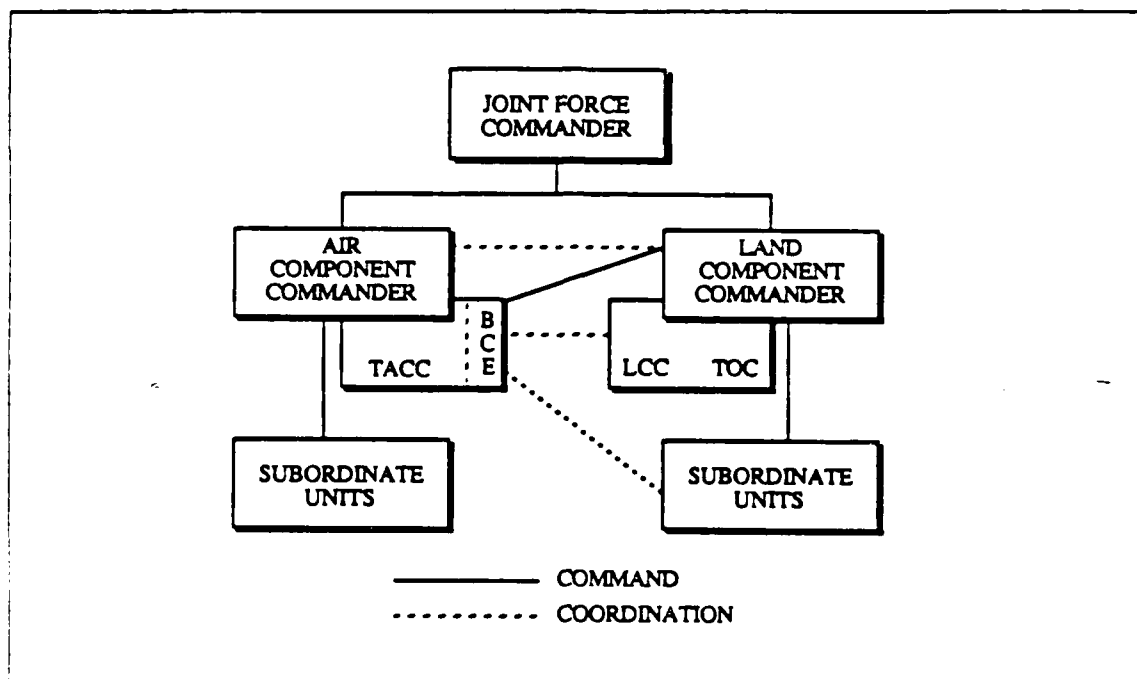 JOINT FORCE
COMMANDER
AIR
COMPONENT
COMMANDER
LAND
COMPONENT
COMMANDER
B
C
E
TACC
LCC TOC
SUBORDINATE
UNITS
SUBORDINATE
UNITS
COMMAND
COORDINATION